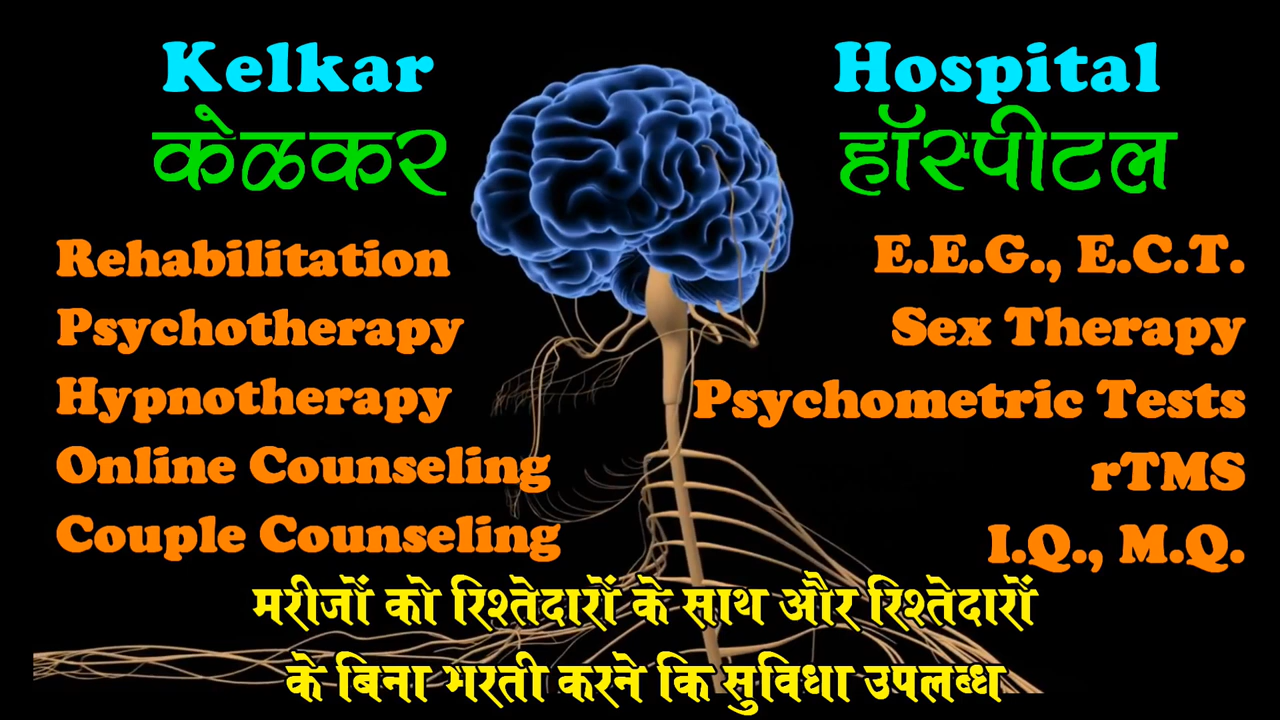 Kelkar Hospital
केळकर हॉस्पीटल
Rehabilitation
Psychotherapy
Hypnotherapy
Online Counseling
Couple Counseling
E.E.G., E.C.T.
Sex Therapy
Psychometric Tests
rTMS
I.Q., M.Q.
मरीजों को रिश्तेदारों के साथ और रिश्तेदारों
के बिना भरती करने कि सुविधा उपलब्ध